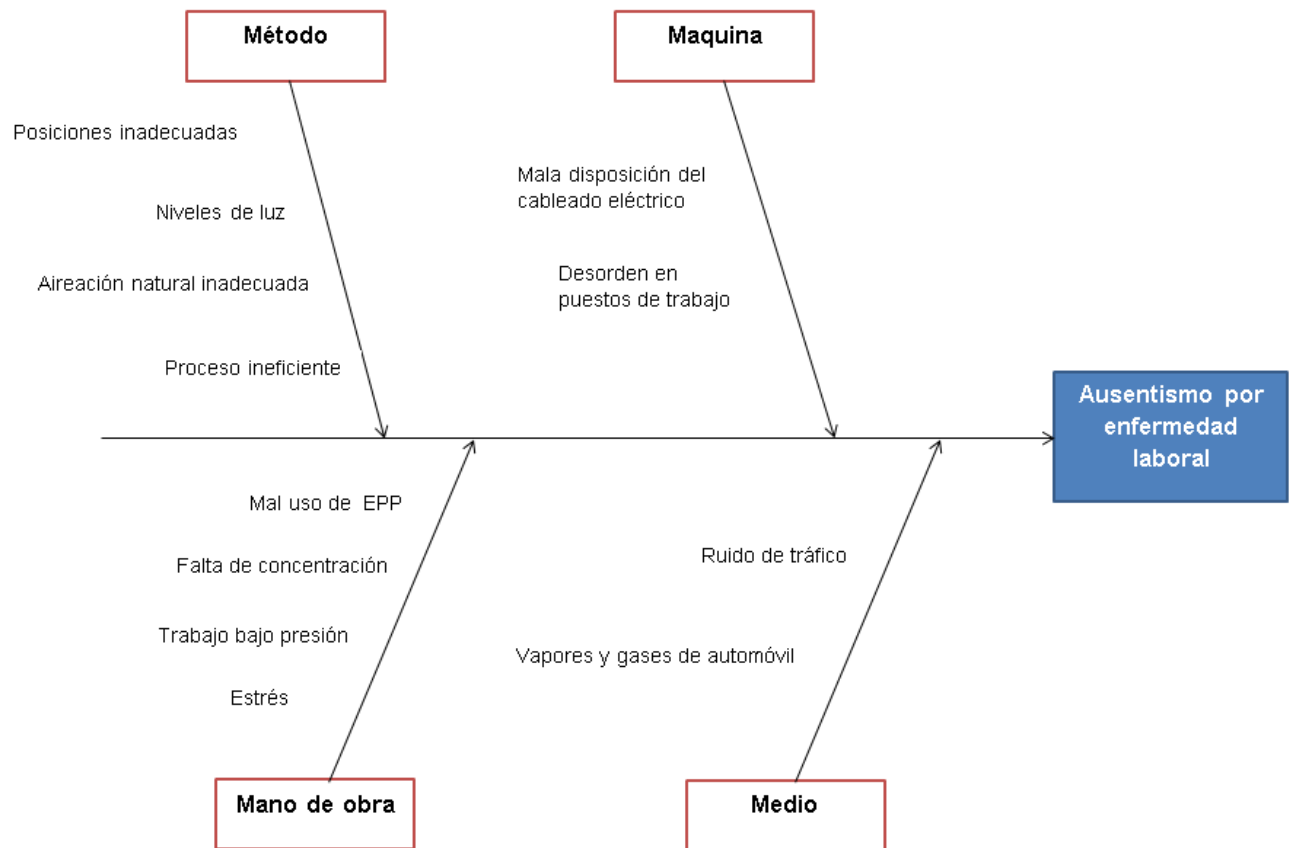 Método
Maquina
Posiciones inadecuadas
Niveles de luz
Aireación natural inadecuada
Proceso ineficiente
Mala disposición del
cableado eléctrico
Desorden en
puestos de trabajo
Ausentismo por
enfermedad
laboral
Mal uso de EPP
Falta de concentración
Trabajo bajo presión
Estrés
Ruido de tráfico
Vapores y gases de automóvil
Mano de obra
Medio